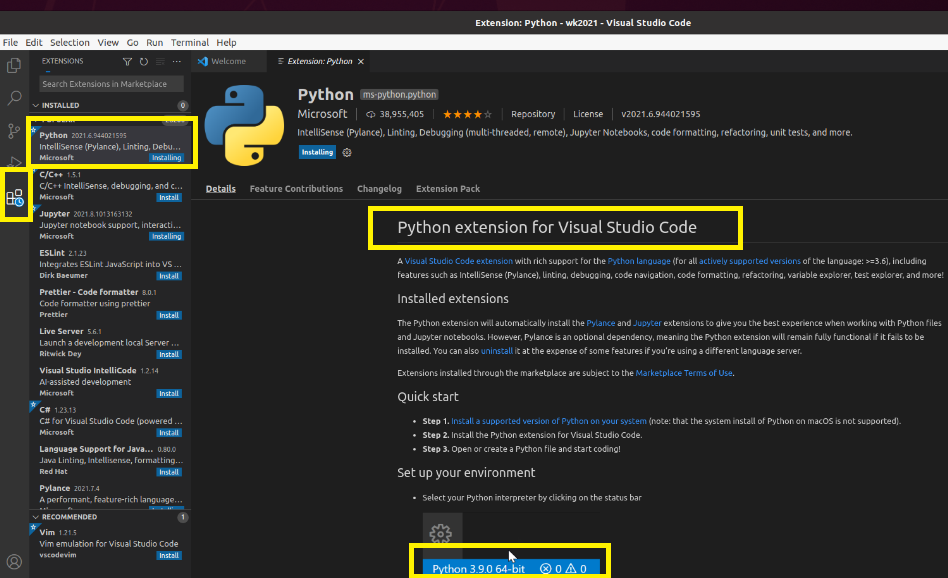 Extension: Python - wk2021 - Visual Studio Code
File Edit Selection View Go Run Terminal Help
EXTENSIONS
Search Extensions in Marketplace
INSTALLED 0
Python 2021.6.944021595
IntelliSense (Pylance), Linting, Debu...
Microsoft Installing
C/C++ 1.5.1
C/C++ IntelliSense, debugging, and c...
Microsoft Install
Jupyter 2021.8.1013163132
Jupyter notebook support, interacti...
Microsoft Installing
ESLint 2.1.23
Integrates ESLint JavaScript into VS ...
Dirk Baeumer Install
Prettier - Code formatter 8.0.1
Code formatter using prettier
Prettier Install
Live Server 5.6.1
Launch a development local Server ...
Ritwick Dey Install
Visual Studio IntelliCode 1.2.14
AI-assisted development
Microsoft Install
C# 1.23.13
C# for Visual Studio Code (powered ...
Microsoft Install
Language Support for Java... 0.80.0
Java Linting, Intellisense, formatting...
Red Hat Install
Pylance 2021.7.4
A performant, feature-rich language...
RECOMMENDED 1
Vim 1.21.5
Vim emulation for Visual Studio Code
vscodevim Install
Welcome Extension: Python
Python ms-python.python
Microsoft 38,955,405 Repository License v2021.6.944021595
IntelliSense (Pylance), Linting, Debugging (multi-threaded, remote), Jupyter Notebooks, code formatting, refactoring, unit tests, and more.
Installing
Details Feature Contributions Changelog Extension Pack
Python extension for Visual Studio Code
A Visual Studio Code extension with rich support for the Python language (for all actively supported versions of the language: >=3.6), including
features such as IntelliSense (Pylance), linting, debugging, code navigation, code formatting, refactoring, variable explorer, test explorer, and more!
Installed extensions
The Python extension will automatically install the Pylance and Jupyter extensions to give you the best experience when working with Python files
and Jupyter notebooks. However, Pylance is an optional dependency, meaning the Python extension will remain fully functional if it fails to be
installed. You can also uninstall it at the expense of some features if you're using a different language server.
Extensions installed through the marketplace are subject to the Marketplace Terms of Use.
Quick start
• Step 1. Install a supported version of Python on your system (note: that the system install of Python on macOS is not supported).
• Step 2. Install the Python extension for Visual Studio Code.
• Step 3. Open or create a Python file and start coding!
Set up your environment
• Select your Python interpreter by clicking on the status bar
Python 3.9.0 64-bit 0 0